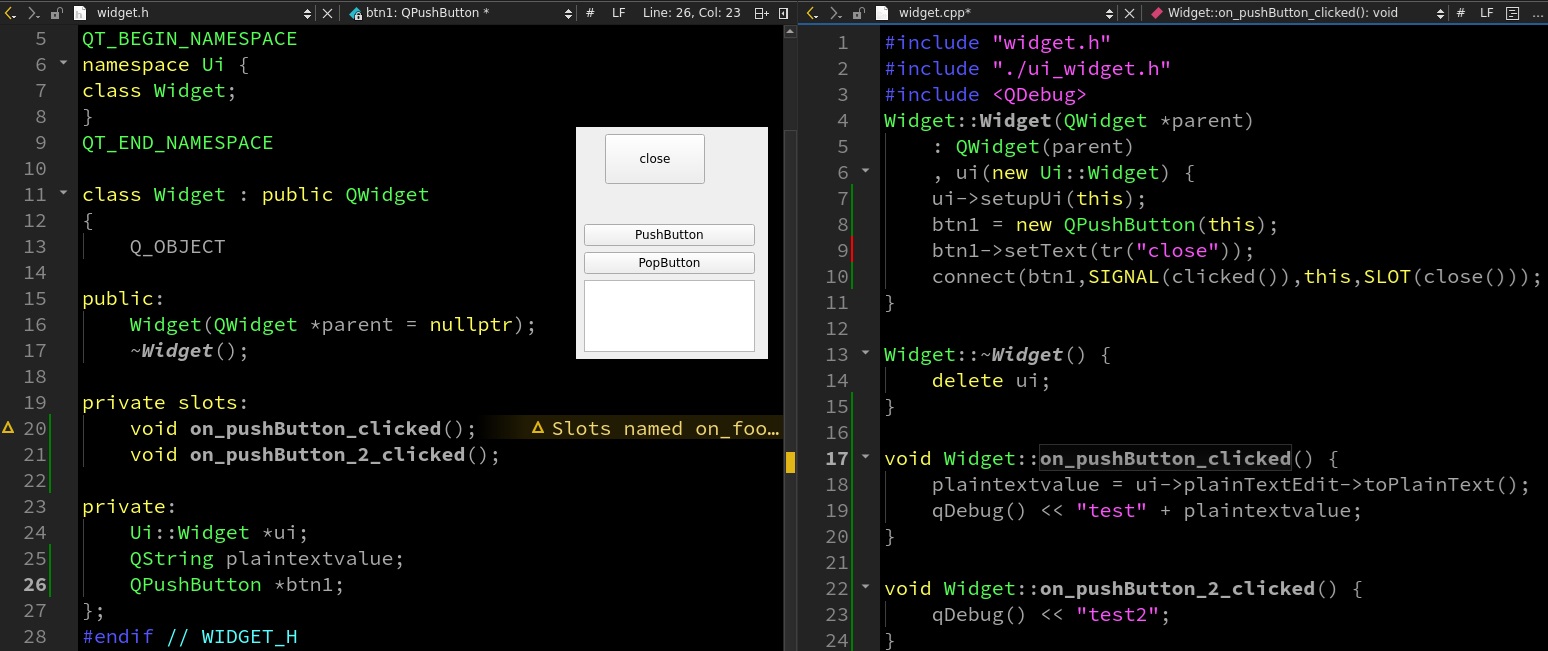 widget.h
btn1: QPushButton *
#
LF
Line: 26, Col: 23
5 QT_BEGIN_NAMESPACE
6 namespace Ui {
7 class Widget;
8 }
9 QT_END_NAMESPACE
10
11 class Widget : public QWidget
12 {
13     Q_OBJECT
14
15 public:
16     Widget(QWidget *parent = nullptr);
17     ~Widget();
18
19 private slots:
20     void on_pushButton_clicked(); Slots named on_foo…
21     void on_pushButton_2_clicked();
22
23 private:
24     Ui::Widget *ui;
25     QString plaintextvalue;
26     QPushButton *btn1;
27 };
28 #endif // WIDGET_H
close
PushButton
PopButton
widget.cpp*
Widget::on_pushButton_clicked(): void
#
LF
...
1 #include "widget.h"
2 #include "./ui_widget.h"
3 #include <QDebug>
4 Widget::Widget(QWidget *parent)
5     : QWidget(parent)
6     , ui(new Ui::Widget) {
7     ui->setupUi(this);
8     btn1 = new QPushButton(this);
9     btn1->setText(tr("close"));
10     connect(btn1,SIGNAL(clicked()),this,SLOT(close()));
11 }
12
13 Widget::~Widget() {
14     delete ui;
15 }
16
17 void Widget::on_pushButton_clicked() {
18     plaintextvalue = ui->plainTextEdit->toPlainText();
19     qDebug() << "test" + plaintextvalue;
20 }
21
22 void Widget::on_pushButton_2_clicked() {
23     qDebug() << "test2";
24 }